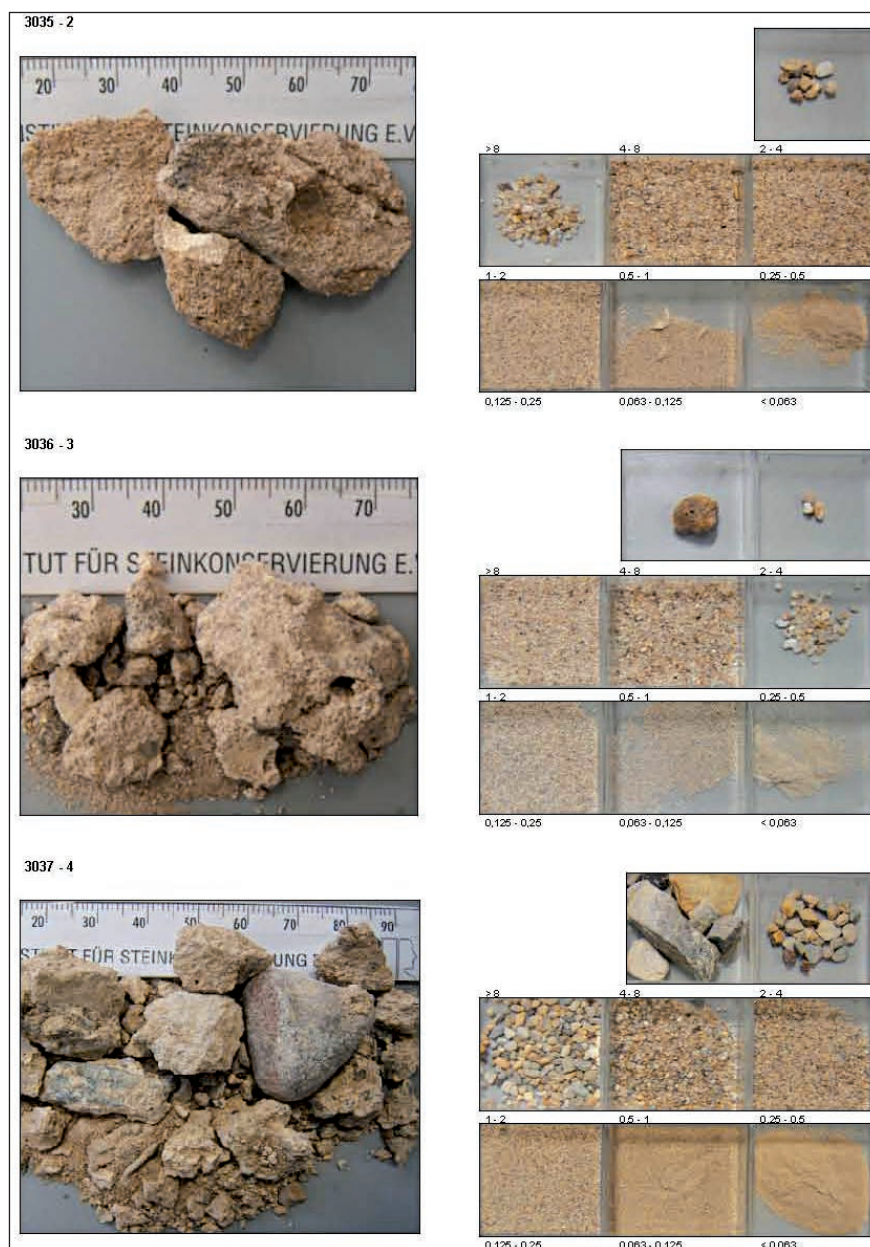 3035 - 2
20 30 40 50 60 70
STEINKONSERVIERUNG E.V
>8 4 - 8 2 - 4
1 - 2 0,5 - 1 0,25 - 0,5
0,125 - 0,25 0,063 - 0,125 < 0,063
3036 - 3
30 40 50 60 70
TUT FÜR STEINKONSERVIERUNG E.V
>8 4 - 8 2 - 4
1 - 2 0,5 - 1 0,25 - 0,5
0,125 - 0,25 0,063 - 0,125 < 0,063
3037 - 4
20 30 40 50 60 70 80 90
STITUT FÜR STEIN UNG
>8 4 - 8 2 - 4
1 - 2 0,5 - 1 0,25 - 0,5
0,125 - 0,25 0,063 - 0,125 < 0,063